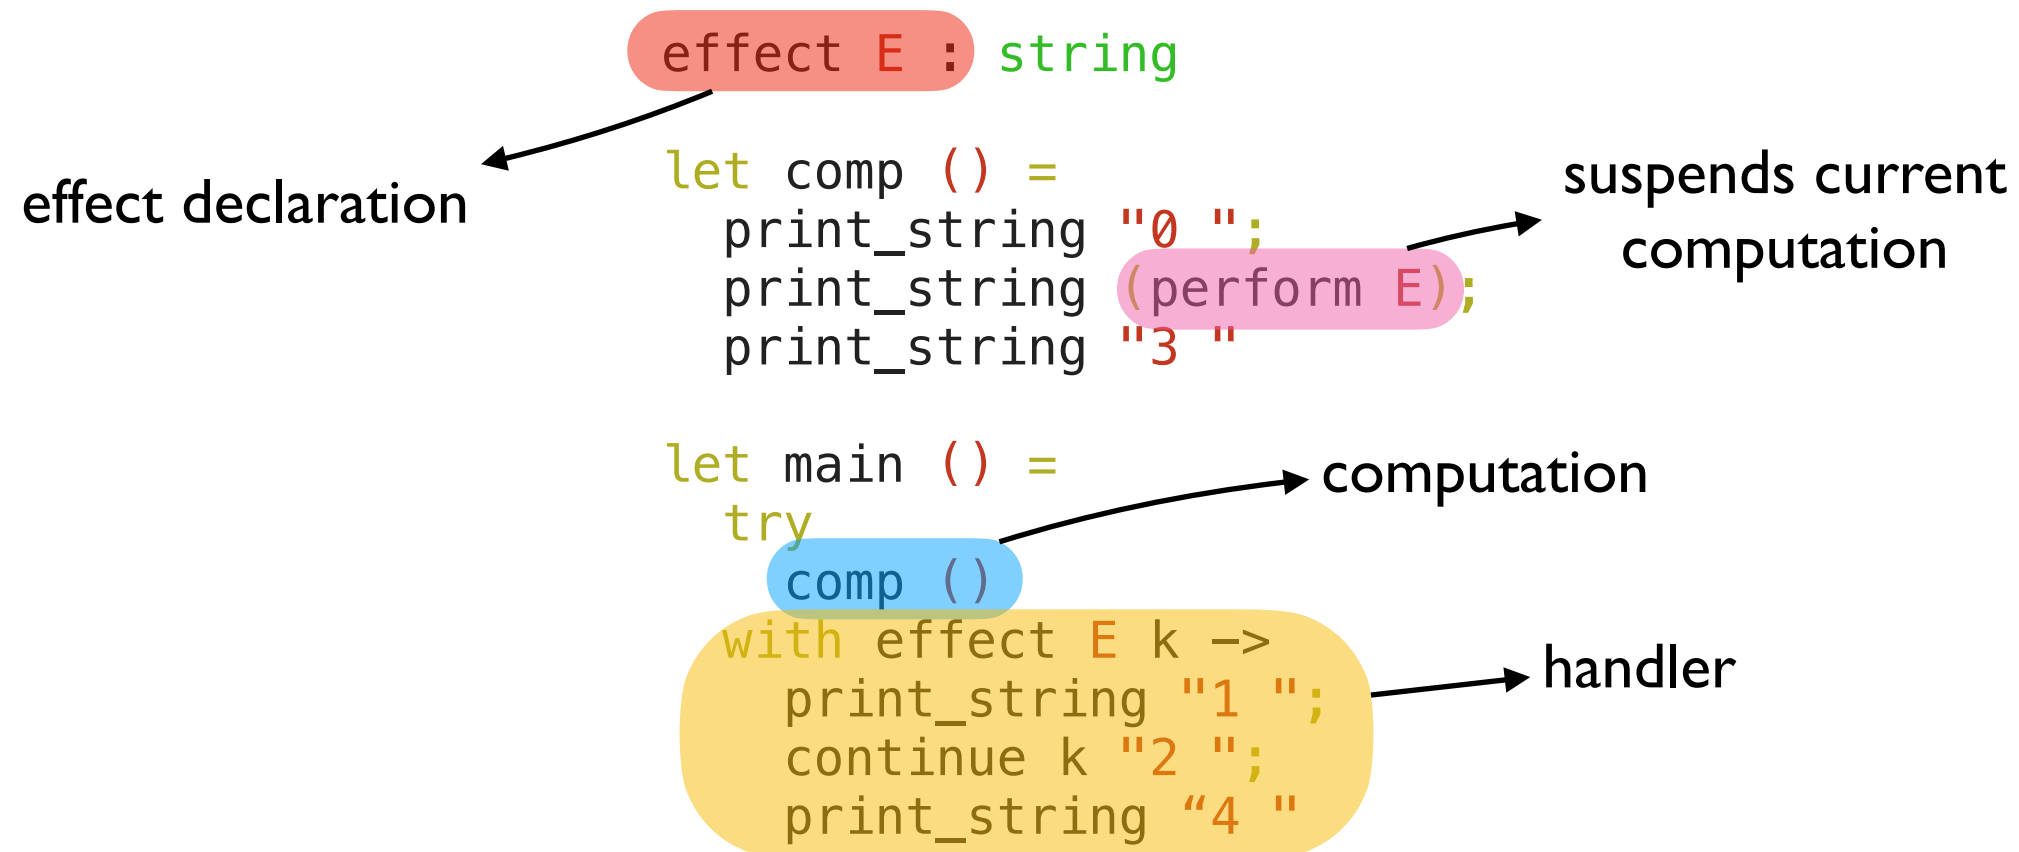 effect E : string
effect declaration
let comp () =
print_string "0 ";
print_string (perform E);
print_string "3 "
suspends current
computation
let main () =
try
comp ()
with effect E k ->
print_string "1 ";
continue k "2 ";
print_string “4 "
computation
handler